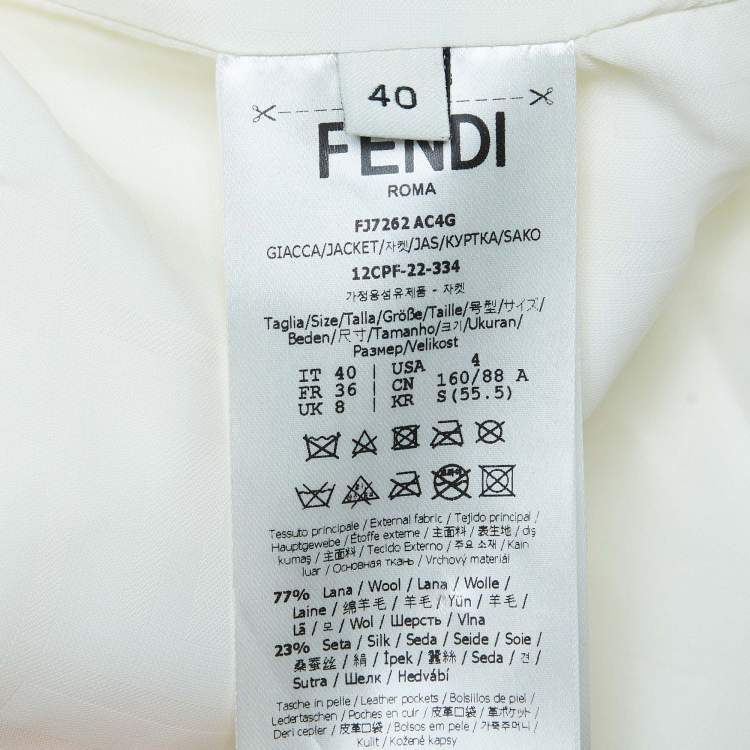 40
FENDI
ROMA
FJ7262 AC4G
GIACCA/JACKET/자켓/JAS/КУРТКА/SAKO
12CPF-22-334
가정용섬유제품 - 자켓
Taglia/Size/Talla/Größe/Taille/号型/サイズ/
Beden/尺寸/Tamanho/크기/Ukuran/
Размер/Velikost
IT 40 | USA 4
FR 36 | CN 160/88 A
UK 8 | KR S(55.5)
Tessuto principale / External fabric / Tejido principal /
Hauptgewebe / Étoffe externe / 主面料 / 表生地 / dış
kumaş / 主面料 / Tecido Externo / 주요 소재 / Kain
luar / Основная ткань / Vrchový materiál
77% Lana / Wool / Lana / Wolle /
Laine / 绵羊毛 / 羊毛 / Yün / 羊毛 /
Lã / 모 / Wol / Шерсть / Vlna
23% Seta / Silk / Seda / Seide / Soie /
桑蚕丝 / 絹 / İpek / 蠶絲 / Seda / 견 /
Sutra / Шелк / Hedvábí
Tasche in pelle / Leather pockets / Bolsillos de piel /
Ledertaschen / Poches en cuir / 皮革口袋 / 革ポケット /
Deri cepler / 皮革口袋 / Bolsos em pele / 가죽주머니 /
Kulit / Kožené kapsy